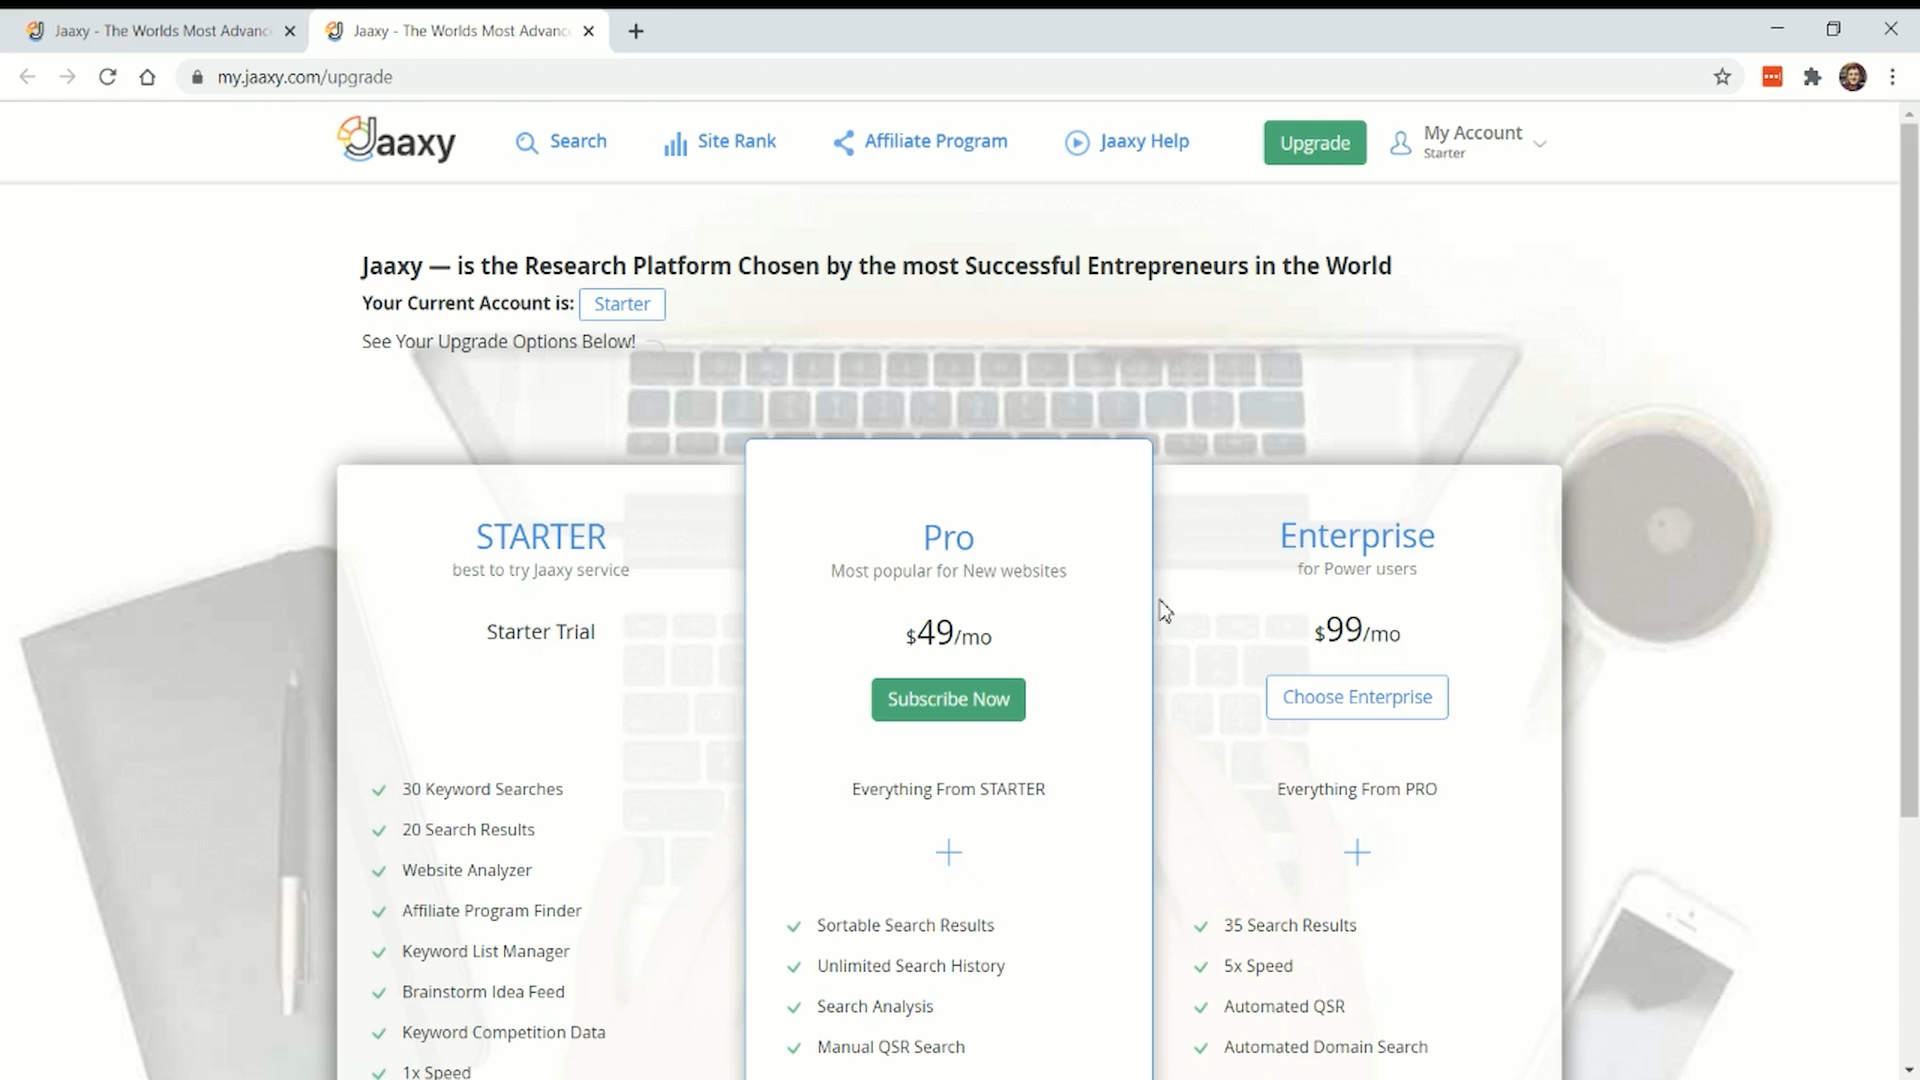 Jaaxy - The Worlds Most Advanc
Jaaxy - The Worlds Most Advanc
my.jaaxy.com/upgrade
Jaaxy
Search
Site Rank
Affiliate Program
Jaaxy Help
Upgrade
My Account
Starter
Jaaxy — is the Research Platform Chosen by the most Successful Entrepreneurs in the World
Your Current Account is: Starter
See Your Upgrade Options Below!
STARTER
best to try Jaaxy service
Starter Trial
30 Keyword Searches
20 Search Results
Website Analyzer
Affiliate Program Finder
Keyword List Manager
Brainstorm Idea Feed
Keyword Competition Data
1x Speed
Pro
Most popular for New websites
$49/mo
Subscribe Now
Everything From STARTER
+
Sortable Search Results
Unlimited Search History
Search Analysis
Manual QSR Search
Enterprise
for Power users
$99/mo
Choose Enterprise
Everything From PRO
+
35 Search Results
5x Speed
Automated QSR
Automated Domain Search